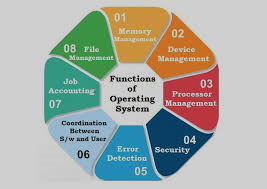 Functions
of
Operating
System
01
Memory
Management
02
Device
Management
03
Processor
Management
04
Security
05
Error
Detection
06
Coordination
Between
S/w and User
07
Job
Accounting
08
File
Management